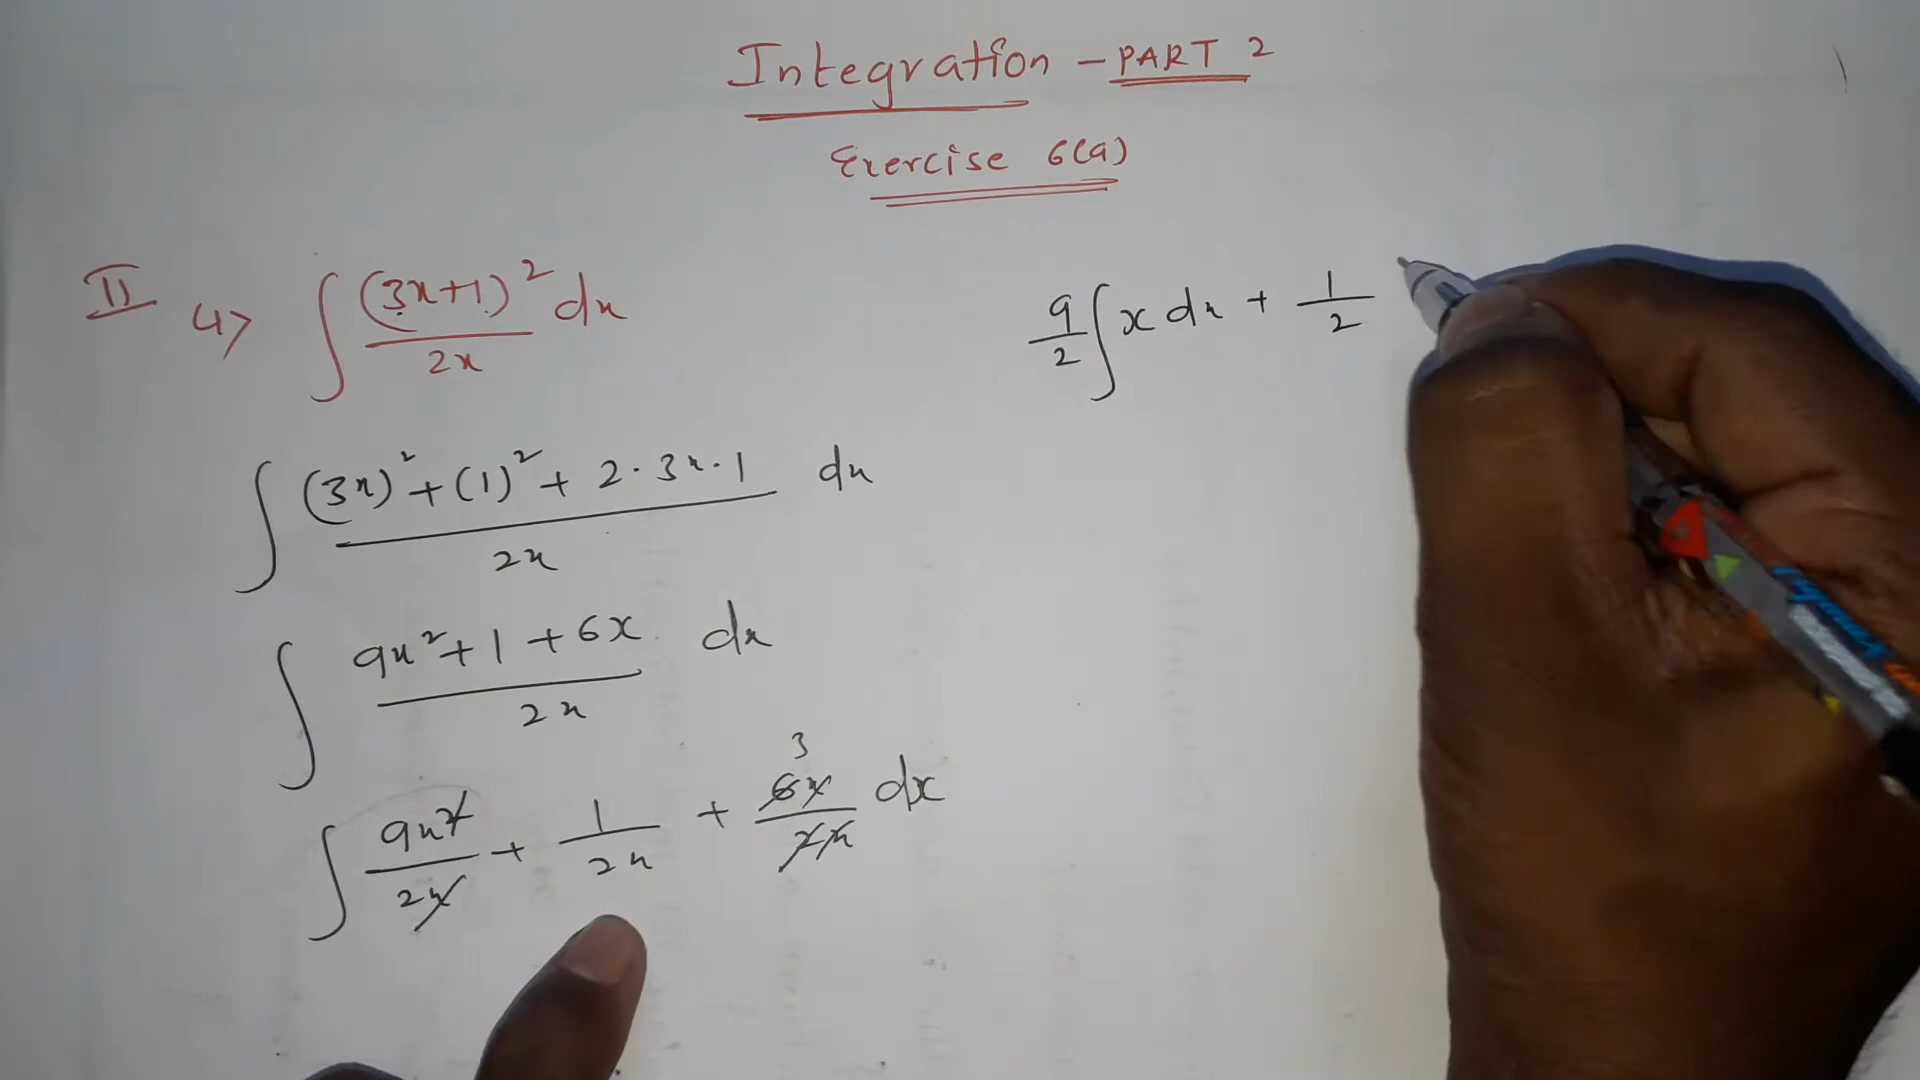 Integration - PART 2
Exercise 6(a)
II 4> ∫ (3x+1)² / 2x dx
∫ (3x)² + (1)² + 2·3x·1 / 2x dx
∫ 9x² + 1 + 6x / 2x dx
∫ 9x² / 2x + 1 / 2x + 6x / 2x dx
3
9/2 ∫ x dx + 1/2